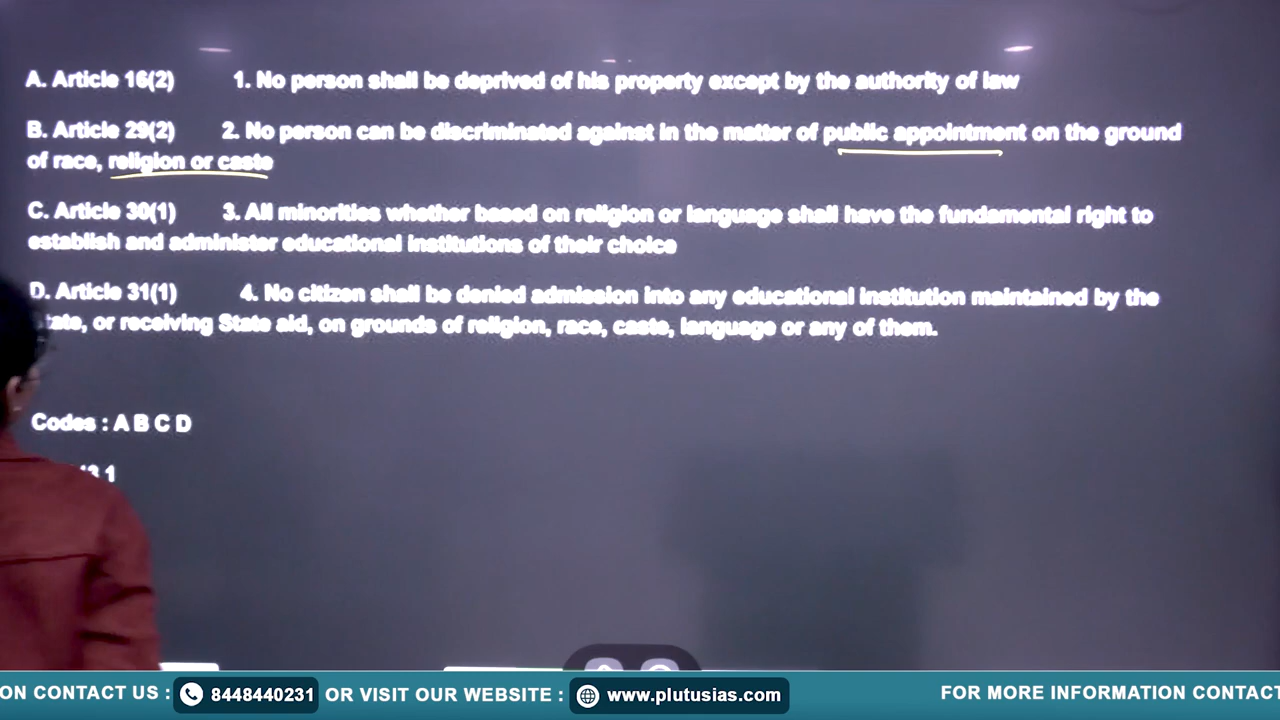 A. Article 16(2) 1. No person shall be deprived of his property except by the authority of law
B. Article 29(2) 2. No person can be discriminated against in the matter of public appointment on the ground
of race, religion or caste
C. Article 30(1) 3. All minorities whether based on religion or language shall have the fundamental right to
establish and administer educational institutions of their choice
D. Article 31(1) 4. No citizen shall be denied admission into any educational institution maintained by the
or receiving State aid, on grounds of religion, race, caste, language or any of them.
Codes : A B C D
3 1
ON CONTACT US : 8448440231 OR VISIT OUR WEBSITE : www.plutusias.com FOR MORE INFORMATION CONTACT